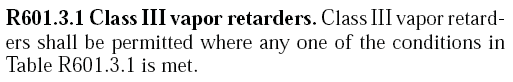 R601.3.1 Class III vapor retarders. Class III vapor retard-
ers shall be permitted where any one of the conditions in
Table R601.3.1 is met.